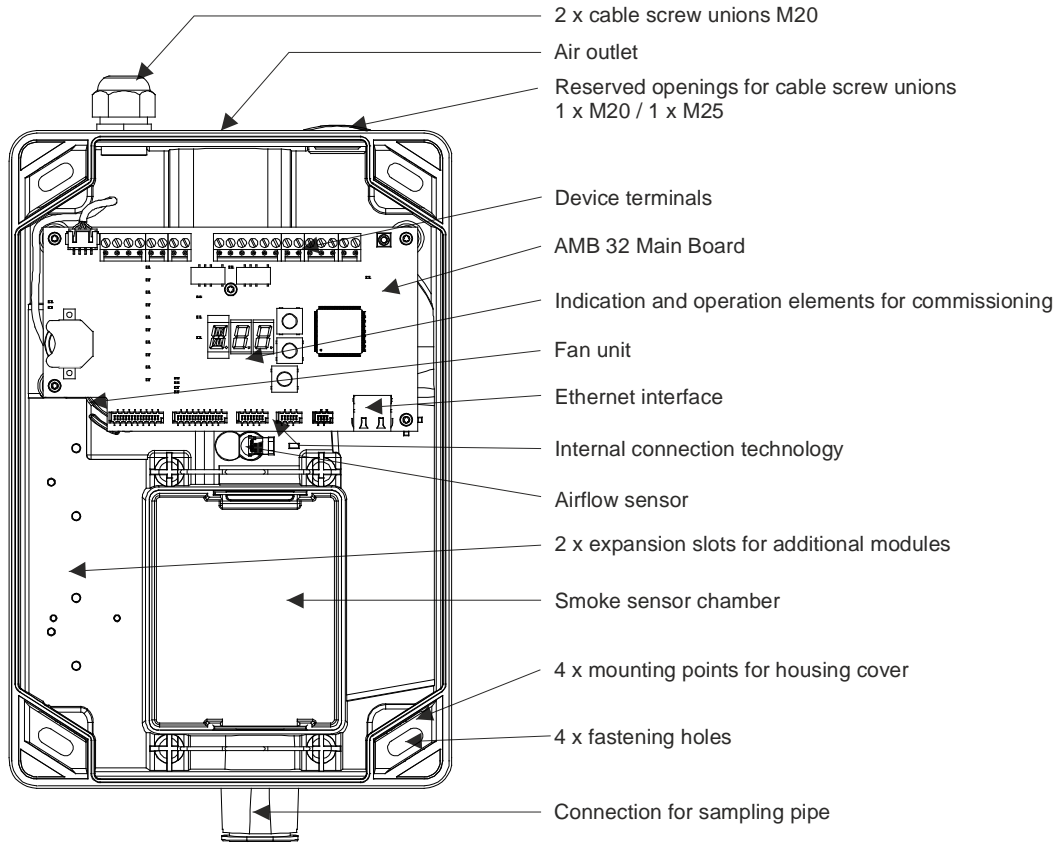 2 x cable screw unions M20
Air outlet
Reserved openings for cable screw unions
1 x M20 / 1 x M25
Device terminals
AMB 32 Main Board
Indication and operation elements for commissioning
Fan unit
Ethernet interface
Internal connection technology
Airflow sensor
2 x expansion slots for additional modules
Smoke sensor chamber
4 x mounting points for housing cover
4 x fastening holes
Connection for sampling pipe